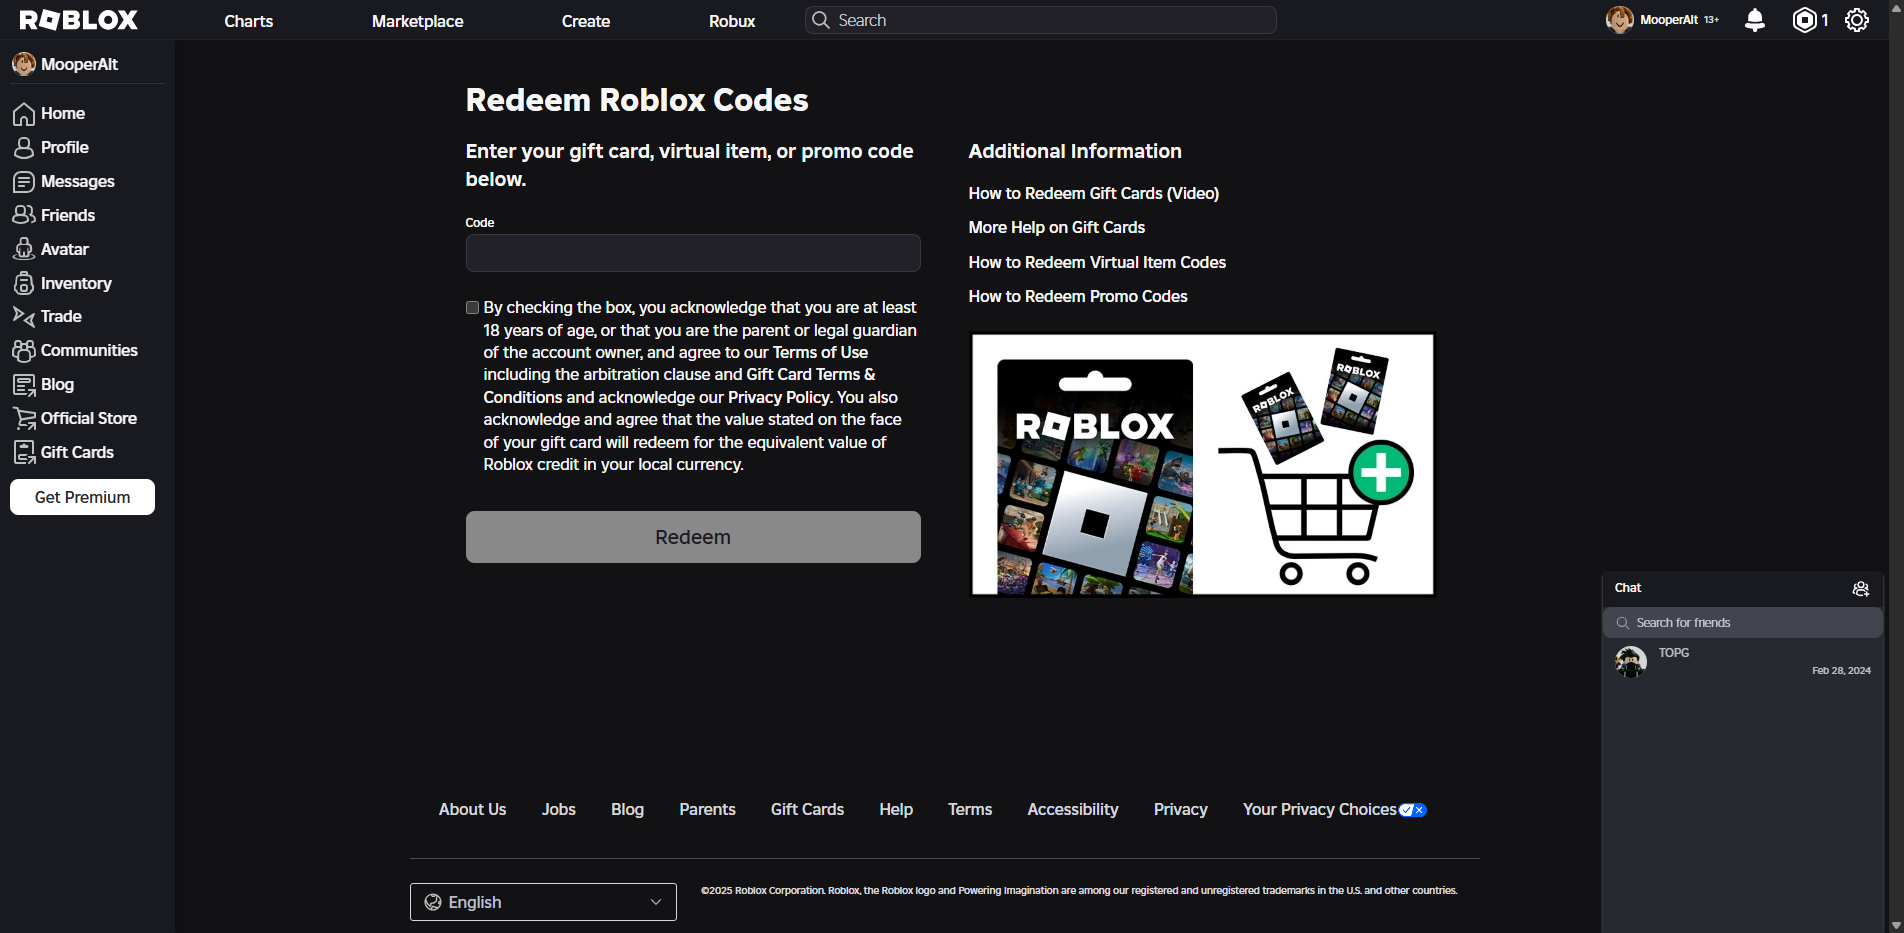 ROBLOX
Charts
Marketplace
Create
Robux
Search
MooperAlt 13+
1
MooperAlt
Home
Profile
Messages
Friends
Avatar
Inventory
Trade
Communities
Blog
Official Store
Gift Cards
Get Premium
Redeem Roblox Codes
Enter your gift card, virtual item, or promo code
below.
Code
By checking the box, you acknowledge that you are at least
18 years of age, or that you are the parent or legal guardian
of the account owner, and agree to our Terms of Use
including the arbitration clause and Gift Card Terms &
Conditions and acknowledge our Privacy Policy. You also
acknowledge and agree that the value stated on the face
of your gift card will redeem for the equivalent value of
Roblox credit in your local currency.
Redeem
Additional Information
How to Redeem Gift Cards (Video)
More Help on Gift Cards
How to Redeem Virtual Item Codes
How to Redeem Promo Codes
ROBLOX
ROBLOX
ROBLOX
Chat
Search for friends
TOPG
Feb 28, 2024
About Us
Jobs
Blog
Parents
Gift Cards
Help
Terms
Accessibility
Privacy
Your Privacy Choices
English
©2025 Roblox Corporation. Roblox, the Roblox logo and Powering Imagination are among our registered and unregistered trademarks in the U.S. and other countries.